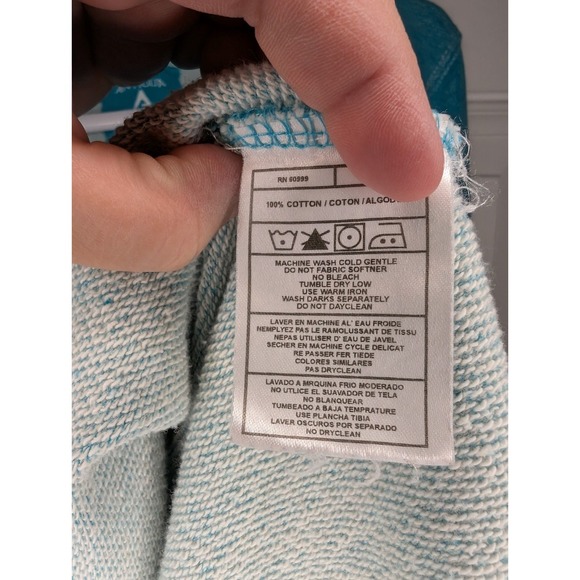 RN 90599
100% COTTON / COTON / ALGOD
MACHINE WASH COLD GENTLE
DO NOT FABRIC SOFTNER
NO BLEACH
TUMBLE DRY LOW
USE WARM IRON
WASH DARKS SEPARATELY
DO NOT DAYCLEAN
LAVER EN MACHINE AL' EAU FROIDE
NEMPLYEZ PAS LE RAMOLUSSANT DE TISSU
NEPAS UTILISER D' EAU DE JAVEL
SECHER EN MACHINE CYCLE DELICAT
RE PASSER FER TIEDE
COLORES SIMILARES
PAS DRYCLEAN
LAVADO A MRQUINA FRIO MODERADO
NO UTLICE EL SUAVADOR DE TELA
NO BLANQUEAR
TUMBEADO A BAJA TEMPRATURE
USE PLANCHA TIBIA
LAVER OSCUROS POR SEPARADO
NO DRYCLEAN